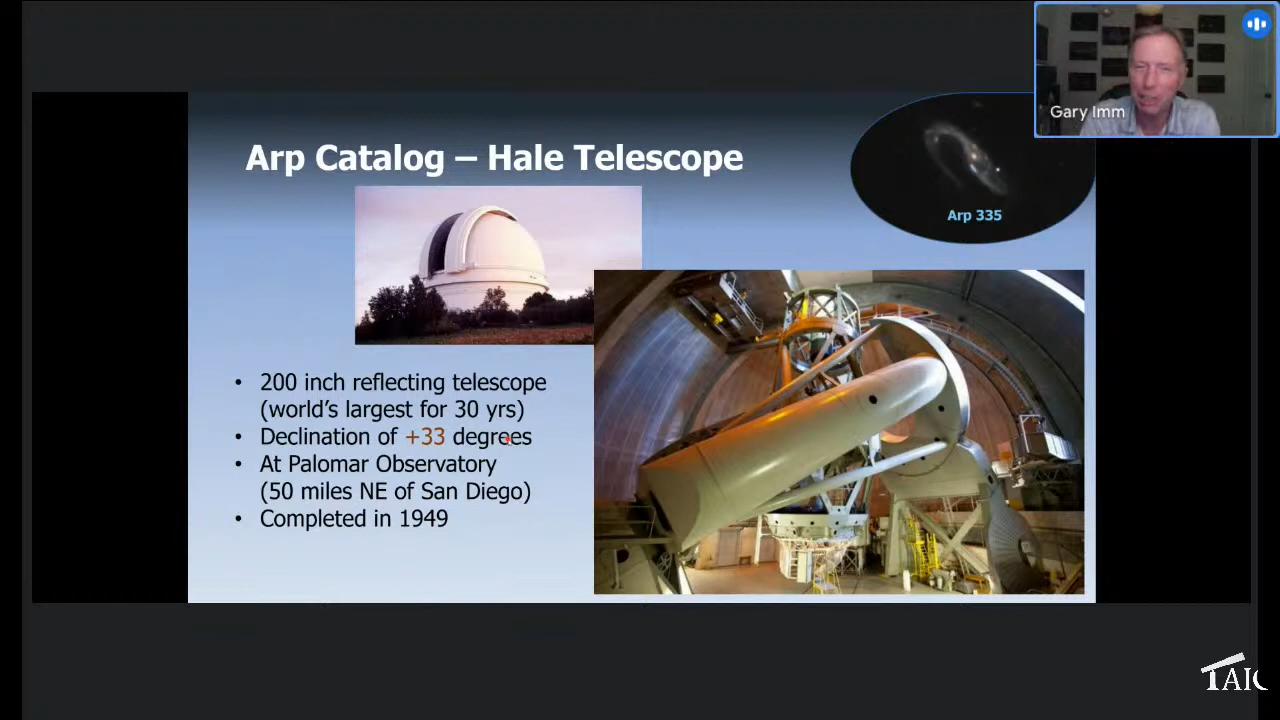 Gary Imm
Arp Catalog – Hale Telescope
Arp 335
• 200 inch reflecting telescope
(world's largest for 30 yrs)
• Declination of +33 degrees
• At Palomar Observatory
(50 miles NE of San Diego)
• Completed in 1949
TAIC